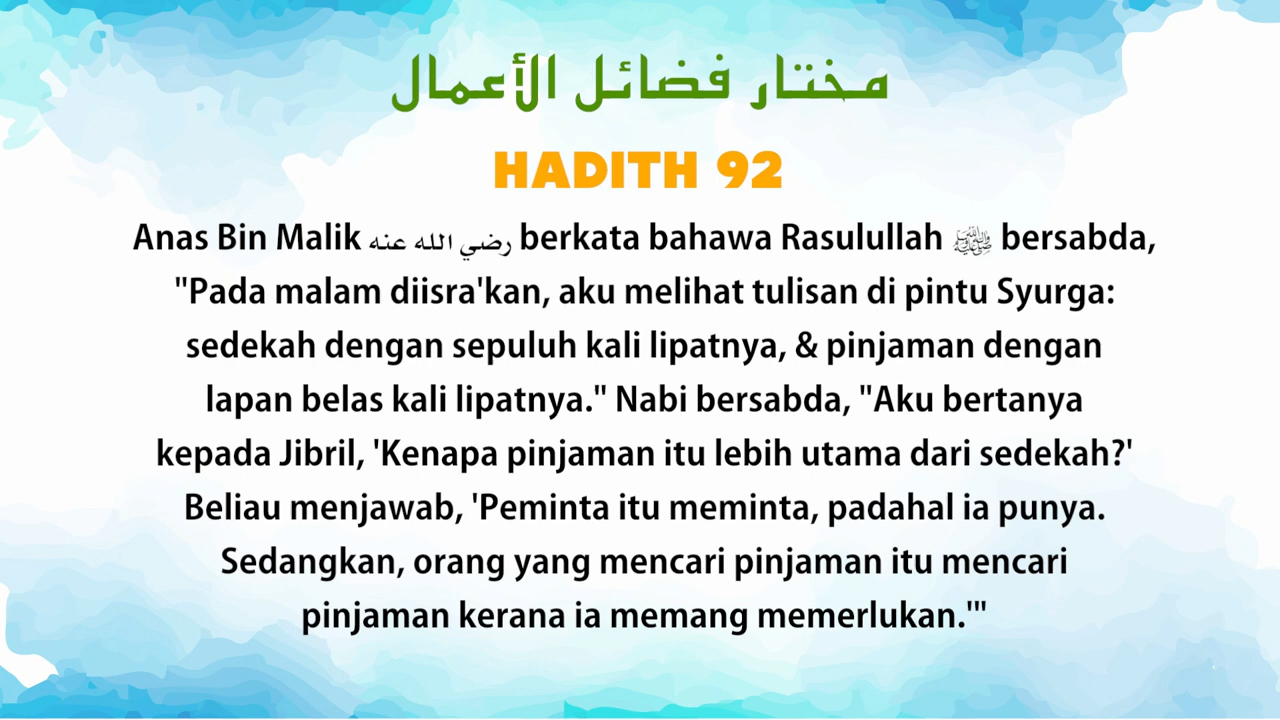 مختار فضائل الأعمال
HADITH 92
Anas Bin Malik رضي الله عنه berkata bahawa Rasulullah ﷺ bersabda,
"Pada malam diisra'kan, aku melihat tulisan di pintu Syurga:
sedekah dengan sepuluh kali lipatnya, & pinjaman dengan
lapan belas kali lipatnya." Nabi bersabda, "Aku bertanya
kepada Jibril, 'Kenapa pinjaman itu lebih utama dari sedekah?'
Beliau menjawab, 'Peminta itu meminta, padahal ia punya.
Sedangkan, orang yang mencari pinjaman itu mencari
pinjaman kerana ia memang memerlukan.'"